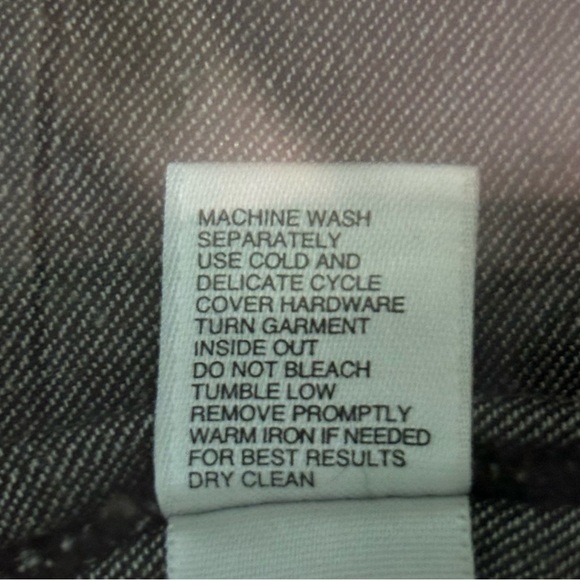 MACHINE WASH
SEPARATELY
USE COLD AND
DELICATE CYCLE
COVER HARDWARE
TURN GARMENT
INSIDE OUT
DO NOT BLEACH
TUMBLE LOW
REMOVE PROMPTLY
WARM IRON IF NEEDED
FOR BEST RESULTS
DRY CLEAN